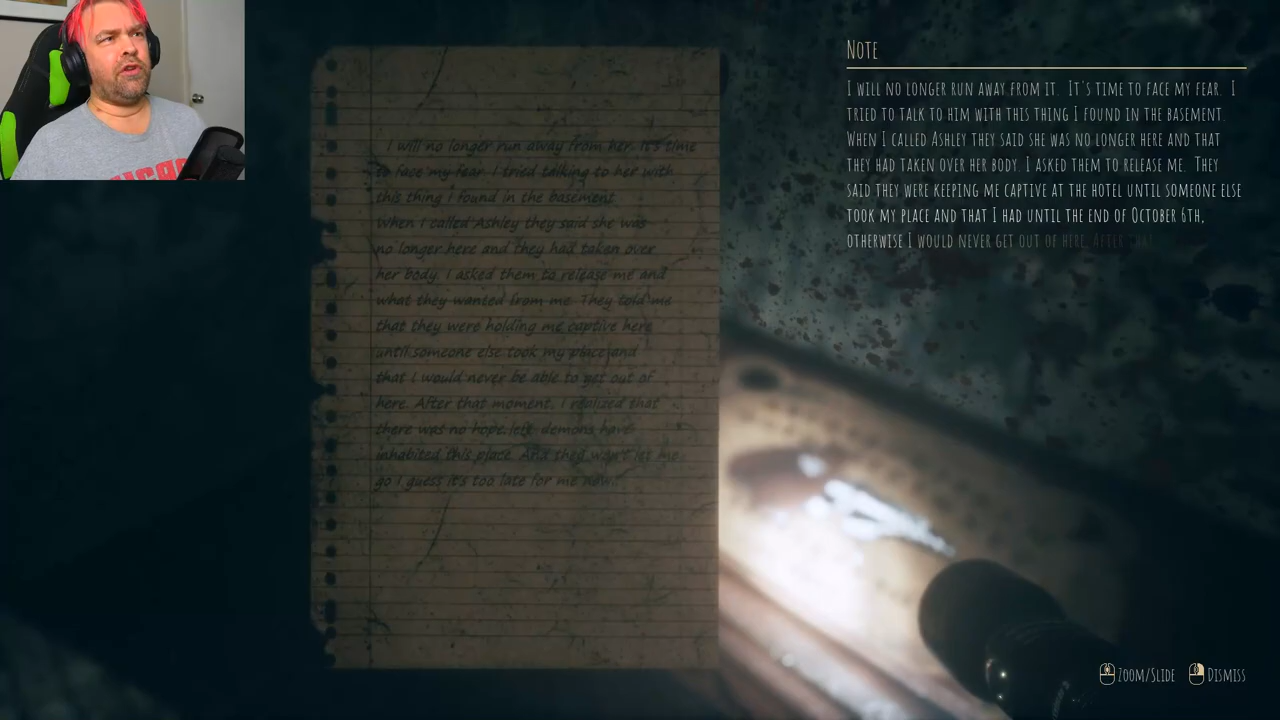 I will no longer run away from her. It's time
to face my fear. I tried talking to her with
this thing i found in the basement
when i called Ashley they said she was
no longer here and they had taken over
her body. I asked them to release me and
what they wanted from me. They told me
that they were holding me captive here
until someone else took my place and
that I would never be able to get out of
here. After that moment, I realized that
there was no hope left demons have
inhabited this place. And they won't let me
go I guess it's too late for me now...
Note
I will no longer run away from it. It's time to face my fear. I
tried to talk to him with this thing I found in the basement.
When I called Ashley they said she was no longer here and that
they had taken over her body. I asked them to release me. They
said they were keeping me captive at the hotel until someone else
took my place and that I had until the end of October 6th,
otherwise I would never get out of here. After that
Zoom/Slide
Dismiss